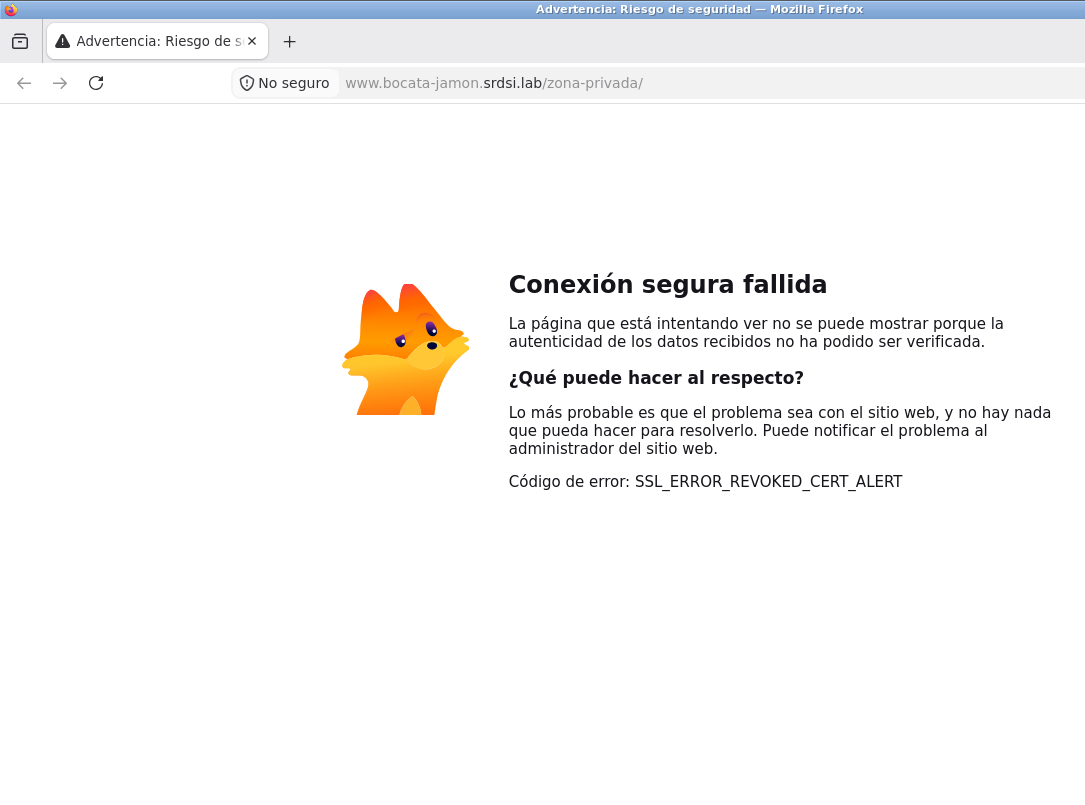 Advertencia: Riesgo de seguridad — Mozilla Firefox
Advertencia: Riesgo de s
No seguro
www.bocata-jamon.srdsi.lab/zona-privada/
Conexión segura fallida
La página que está intentando ver no se puede mostrar porque la
autenticidad de los datos recibidos no ha podido ser verificada.
¿Qué puede hacer al respecto?
Lo más probable es que el problema sea con el sitio web, y no hay nada
que pueda hacer para resolverlo. Puede notificar el problema al
administrador del sitio web.
Código de error: SSL_ERROR_REVOKED_CERT_ALERT